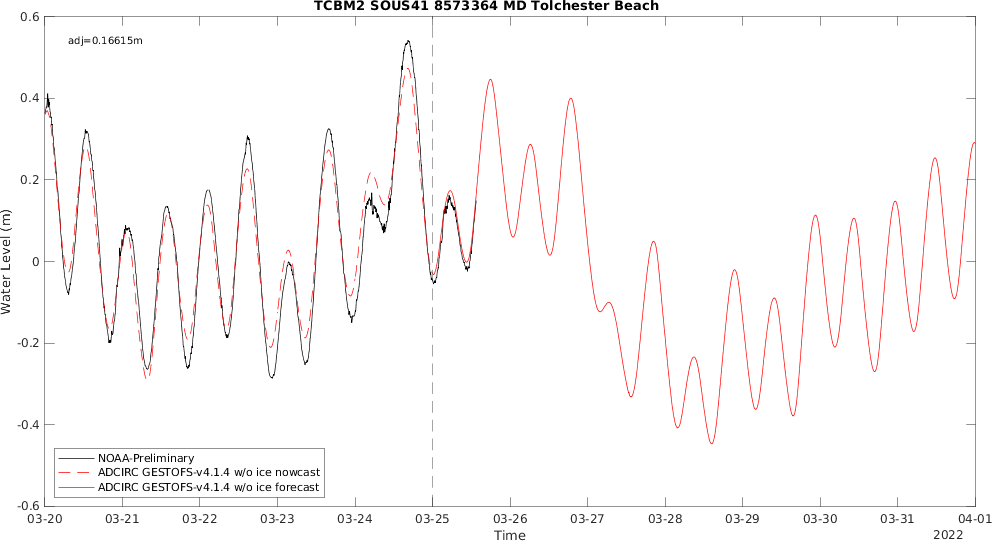 TCBM2 SOUS41 8573364 MD Tolchester Beach
adj=0.16615m
0.6
0.4
0.2
0
-0.2
-0.4
-0.6
Water Level (m)
NOAA-Preliminary
ADCIRC GESTOFS-v4.1.4 w/o ice nowcast
ADCIRC GESTOFS-v4.1.4 w/o ice forecast
03-20 03-21 03-22 03-23 03-24 03-25 03-26 03-27 03-28 03-29 03-30 03-31 04-01
Time
2022